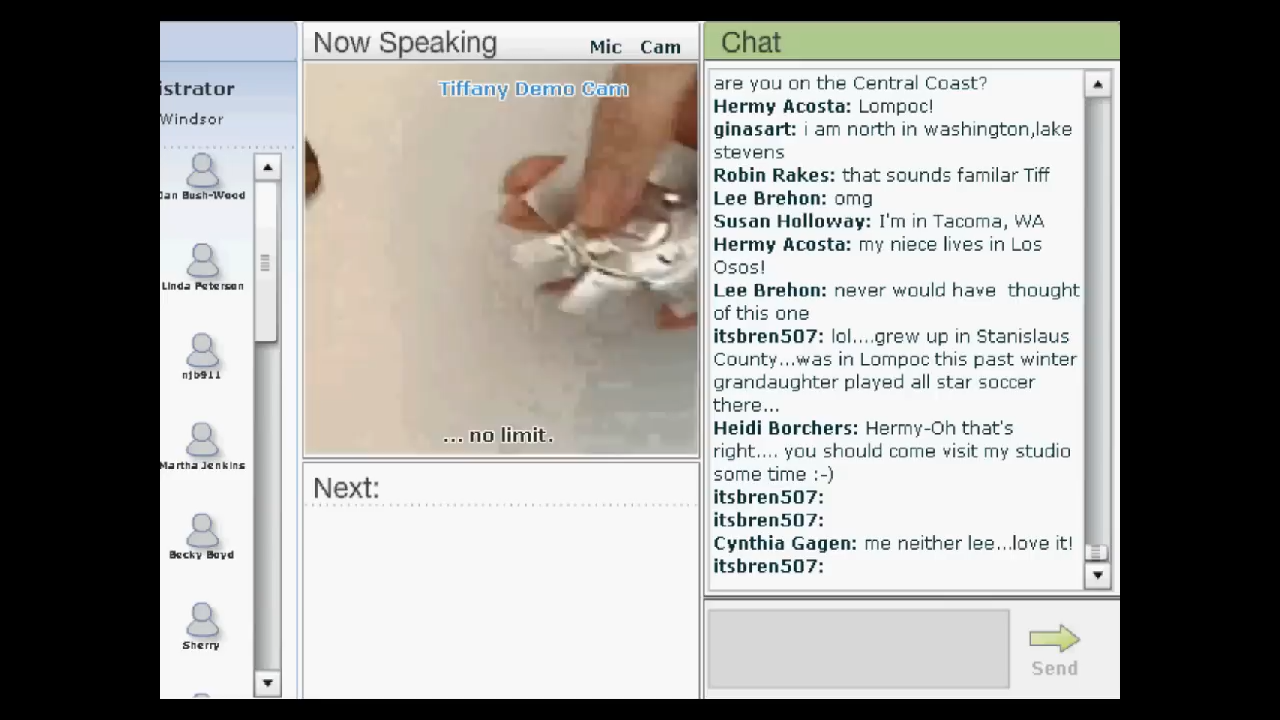 istrator
Windsor
Dan Bush-Wood
Linda Peterson
njb911
Martha Jenkins
Becky Boyd
Sherry
Now Speaking
Mic Cam
Tiffany Demo Cam
... no limit.
Next:
Chat
are you on the Central Coast?
Hermy Acosta: Lompoc!
ginasart: i am north in washington,lake
stevens
Robin Rakes: that sounds familar Tiff
Lee Brehon: omg
Susan Holloway: I'm in Tacoma, WA
Hermy Acosta: my niece lives in Los
Osos!
Lee Brehon: never would have  thought
of this one
itsbren507: lol....grew up in Stanislaus
County...was in Lompoc this past winter
grandaughter played all star soccer
there...
Heidi Borchers: Hermy-Oh that's
right.... you should come visit my studio
some time :-)
itsbren507:
itsbren507:
Cynthia Gagen: me neither lee...love it!
itsbren507:
Send